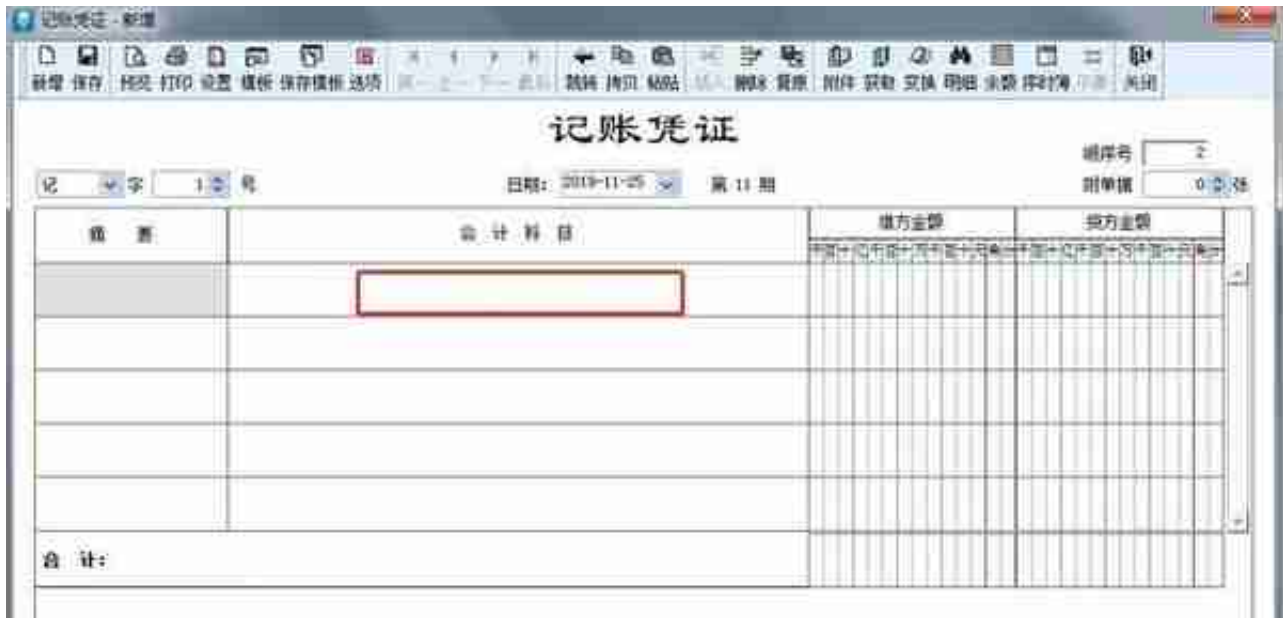 记账凭证 - 新增
新增 保存 预览 打印 设置 模板 保存模板 选项 跳转 拷贝 粘贴 删除 复原 附件 获取 交换 明细 余额 序时簿 关闭
记账凭证
顺序号 2
记 字 1 号 日期: 2019-11-25 第 11 期 附单据 0 张
摘 要 会 计 科 目 借方金额 贷方金额
合 计: